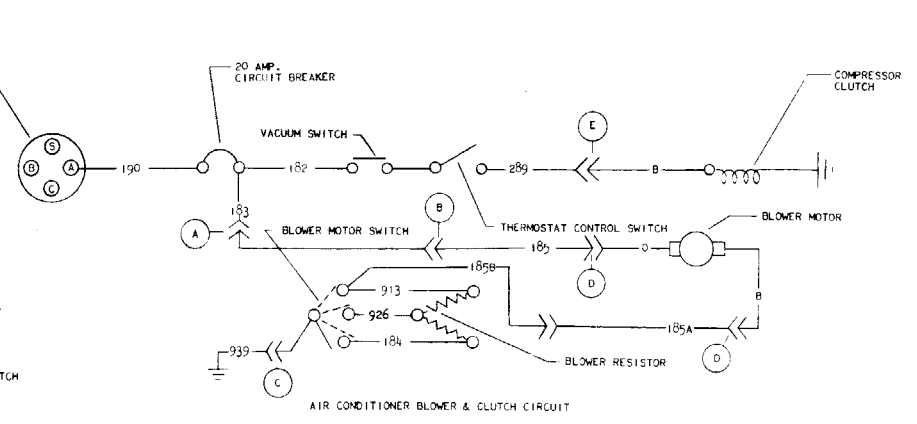 20 AMP.
CIRCUIT BREAKER
COMPRESSOR
CLUTCH
VACUUM SWITCH
E
S
B
A
C
190
182
289
B
183
B
A
BLOWER MOTOR SWITCH
THERMOSTAT CONTROL SWITCH
BLOWER MOTOR
185
O
D
185B
913
B
926
185A
184
D
939
BLOWER RESISTOR
C
TCH
AIR CONDITIONER BLOWER & CLUTCH CIRCUIT